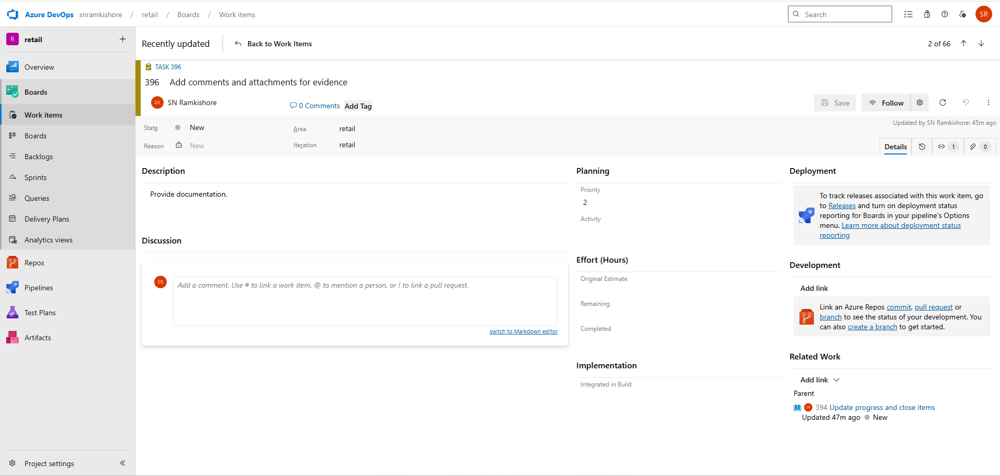 Azure DevOps snramkishore / retail / Boards / Work items
Search
SR
R retail
Recently updated
Back to Work Items
2 of 66
Overview
Boards
Work items
Boards
Backlogs
Sprints
Queries
Delivery Plans
Analytics views
Repos
Pipelines
Test Plans
Artifacts
Project settings
TASK 396
396 Add comments and attachments for evidence
SR SN Ramkishore
0 Comments
Add Tag
Save
Follow
State New
Area retail
Updated by SN Ramkishore: 45m ago
Reason New
Iteration retail
Details
1
0
Description
Provide documentation.
Discussion
SR
Add a comment. Use # to link a work item, @ to mention a person, or ! to link a pull request.
switch to Markdown editor
Planning
Priority
2
Activity
Effort (Hours)
Original Estimate
Remaining
Completed
Implementation
Integrated in Build
Deployment
To track releases associated with this work item, go
to Releases and turn on deployment status
reporting for Boards in your pipeline's Options
menu. Learn more about deployment status
reporting
Development
Add link
Link an Azure Repos commit, pull request or
branch to see the status of your development. You
can also create a branch to get started.
Related Work
Add link
Parent
SR 394 Update progress and close items
Updated 47m ago New